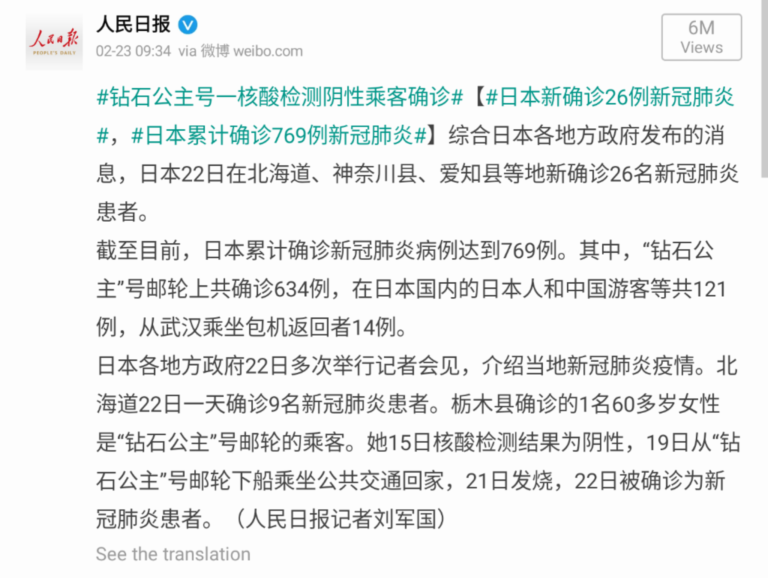 人民日报
人民日报
PEOPLE'S DAILY
02-23 09:34 via 微博 weibo.com
6M
Views
#钻石公主号一核酸检测阴性乘客确诊#【#日本新确诊26例新冠肺炎
#，#日本累计确诊769例新冠肺炎#】综合日本各地方政府发布的消
息，日本22日在北海道、神奈川县、爱知县等地新确诊26名新冠肺炎
患者。
截至目前，日本累计确诊新冠肺炎病例达到769例。其中，“钻石公
主”号邮轮上共确诊634例，在日本国内的日本人和中国游客等共121
例，从武汉乘坐包机返回者14例。
日本各地方政府22日多次举行记者会见，介绍当地新冠肺炎疫情。北
海道22日一天确诊9名新冠肺炎患者。栃木县确诊的1名60多岁女性
是“钻石公主”号邮轮的乘客。她15日核酸检测结果为阴性，19日从“钻
石公主”号邮轮下船乘坐公共交通回家，21日发烧，22日被确诊为新
冠肺炎患者。（人民日报记者刘军国）
See the translation